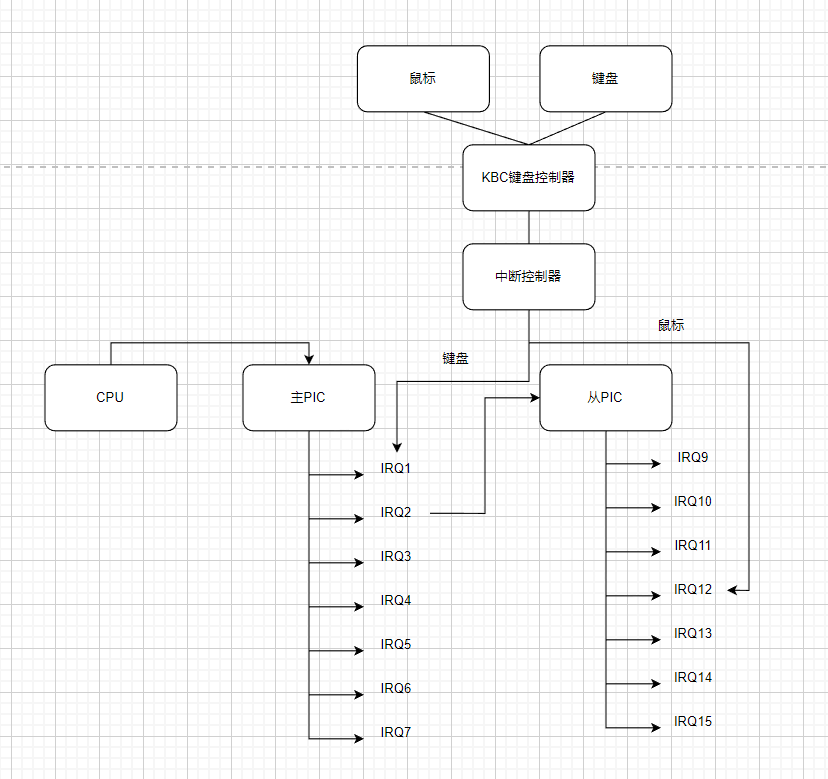 鼠标
键盘
KBC键盘控制器
中断控制器
鼠标
键盘
CPU
主PIC
从PIC
IRQ1
IRQ2
IRQ3
IRQ4
IRQ5
IRQ6
IRQ7
IRQ9
IRQ10
IRQ11
IRQ12
IRQ13
IRQ14
IRQ15